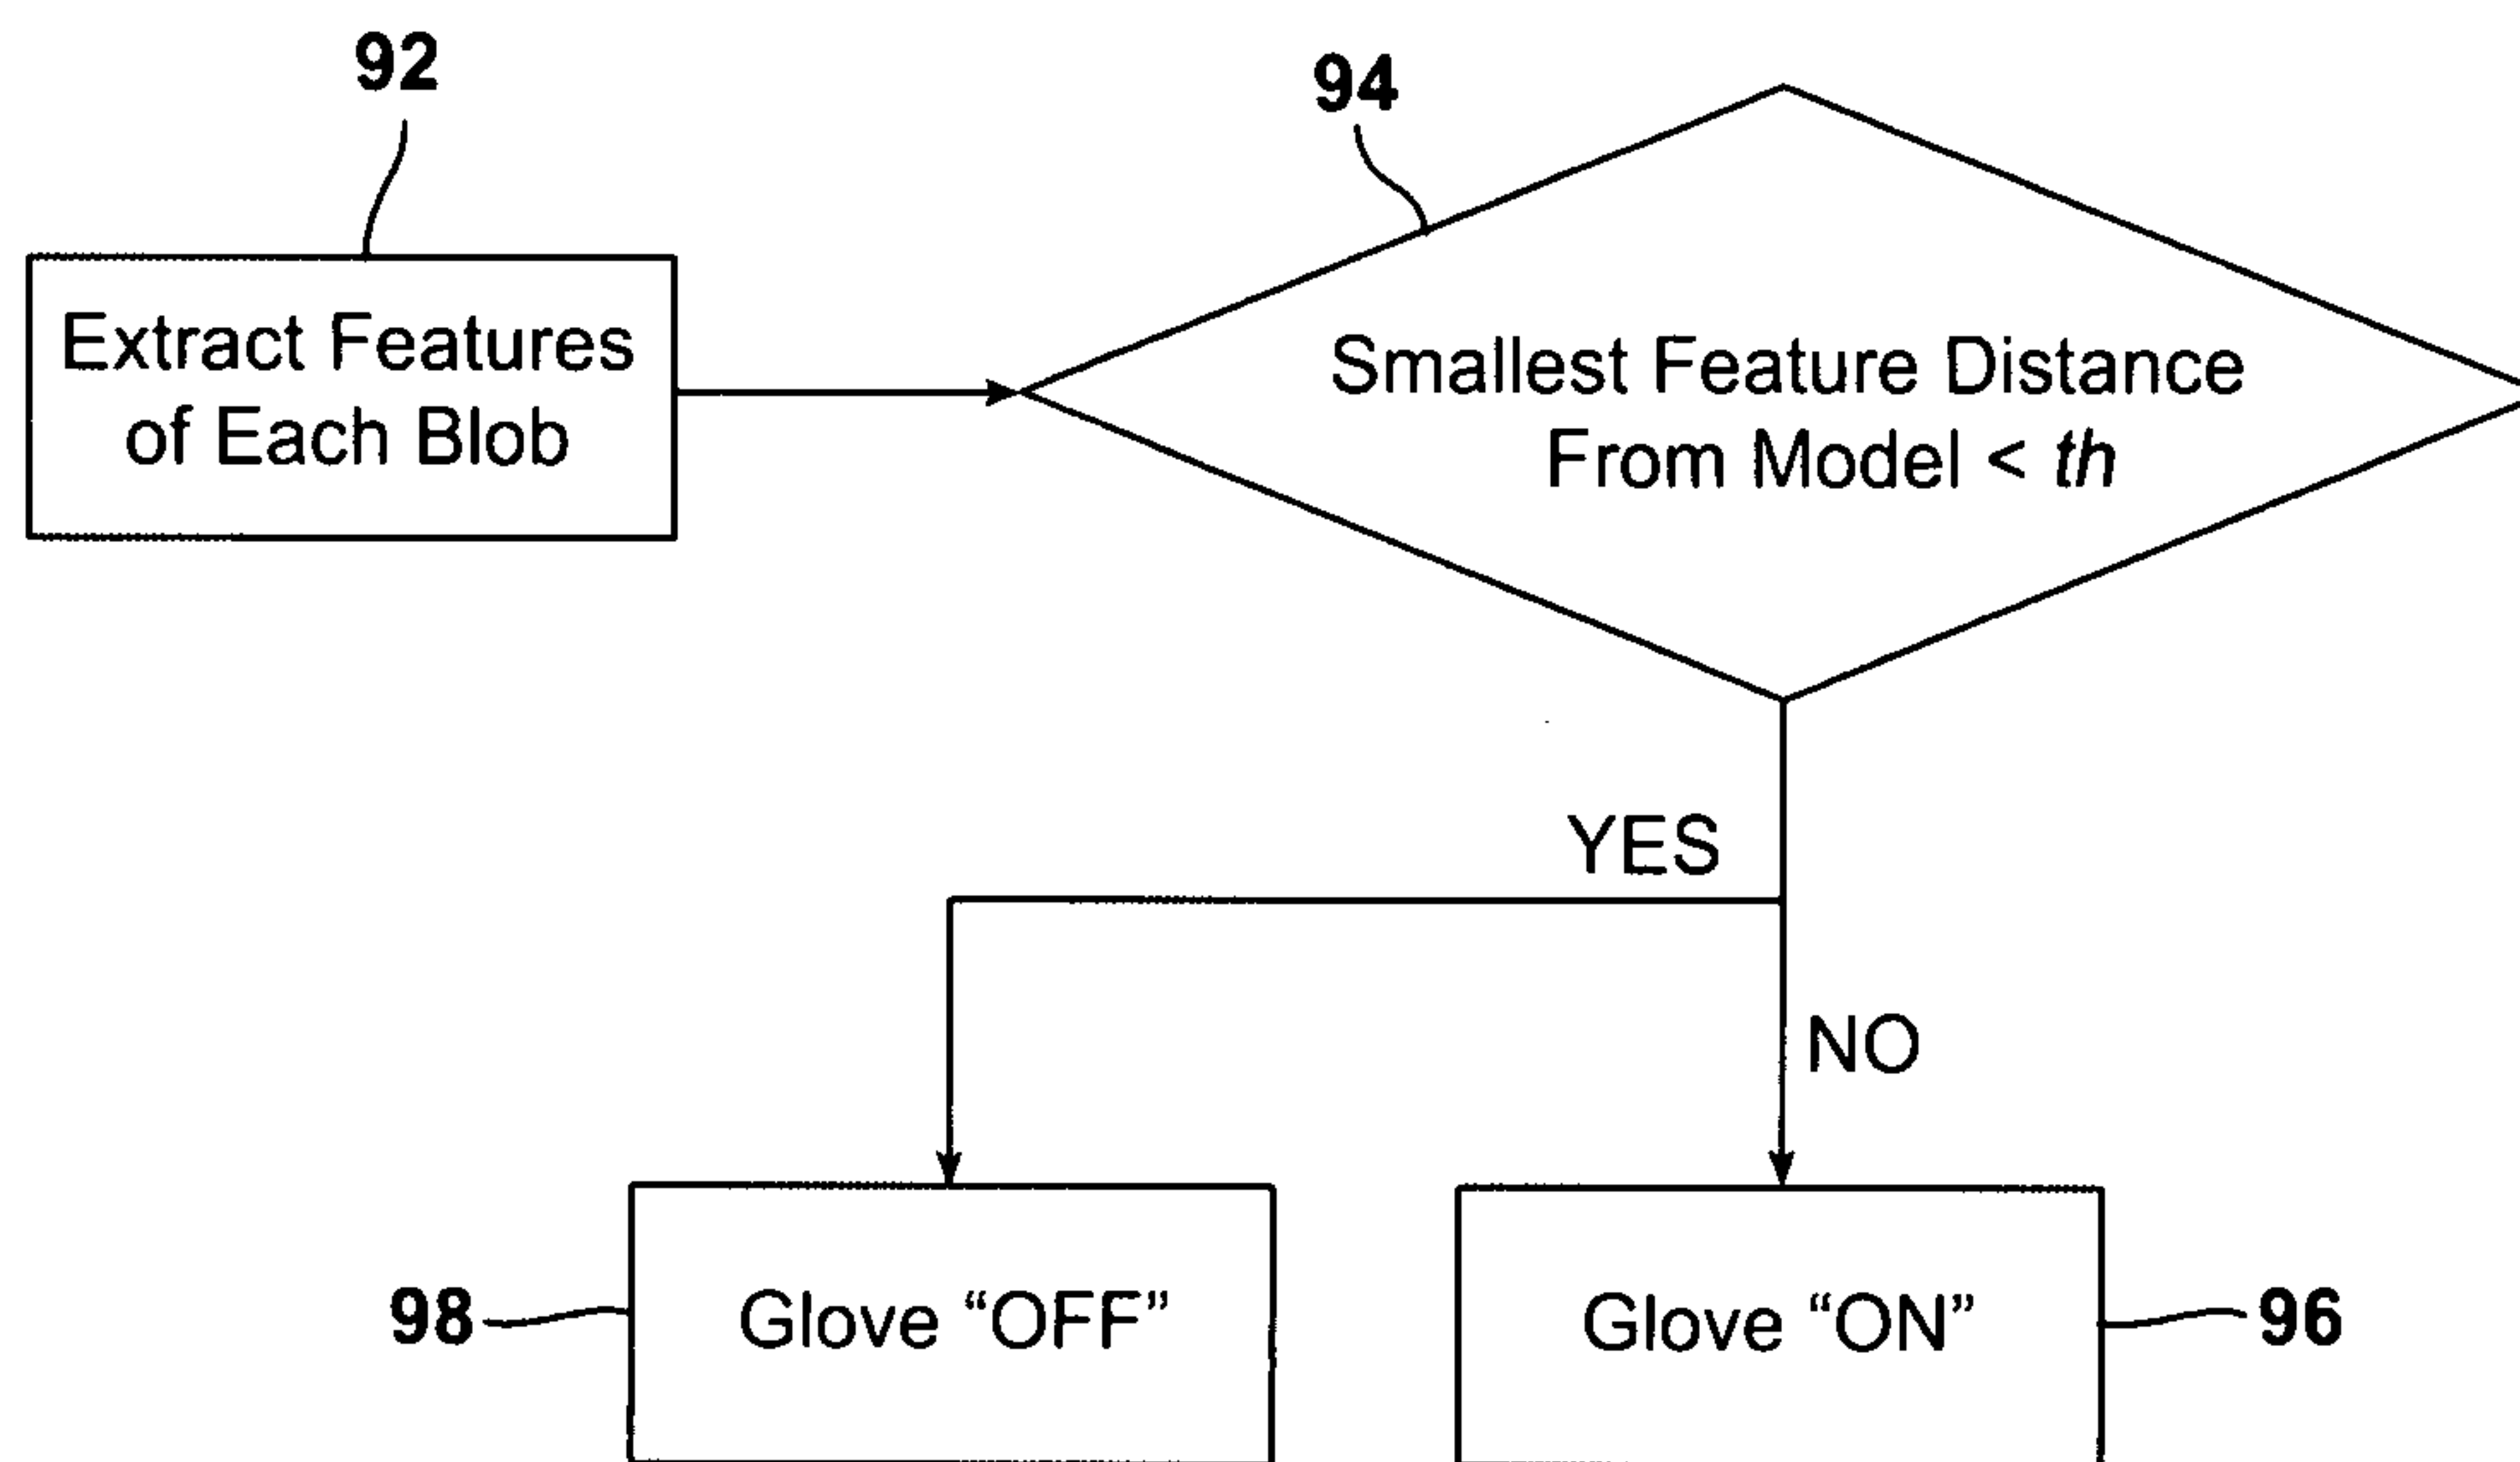 92
94
Extract Features
of Each Blob
Smallest Feature Distance
From Model < th
YES
NO
98
Glove “OFF”
Glove “ON”
96